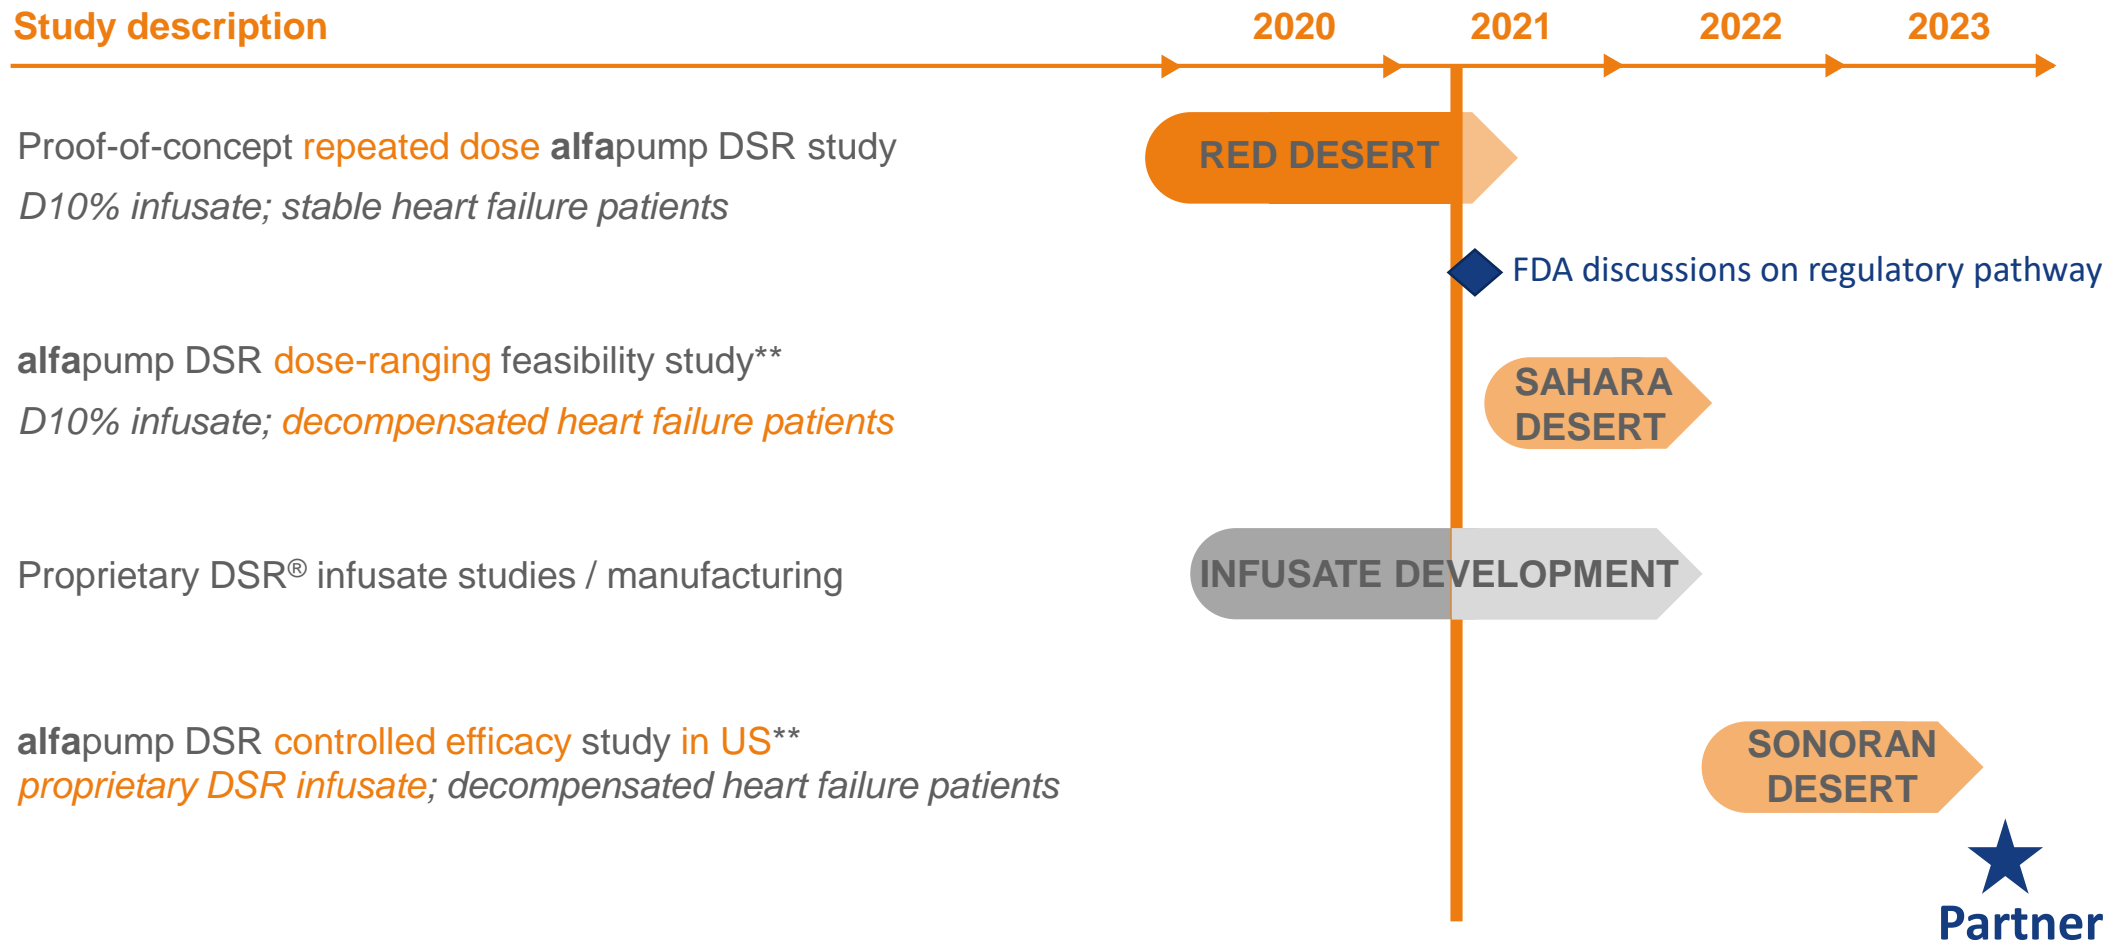 Study description 2020 2021 2022 2023
Proof-of-concept repeated dose alfapump DSR study
D10% infusate; stable heart failure patients
RED DESERT
FDA discussions on regulatory pathway
alfapump DSR dose-ranging feasibility study**
D10% infusate; decompensated heart failure patients
SAHARA
DESERT
Proprietary DSR® infusate studies / manufacturing
INFUSATE DEVELOPMENT
alfapump DSR controlled efficacy study in US**
proprietary DSR infusate; decompensated heart failure patients
SONORAN
DESERT
Partner